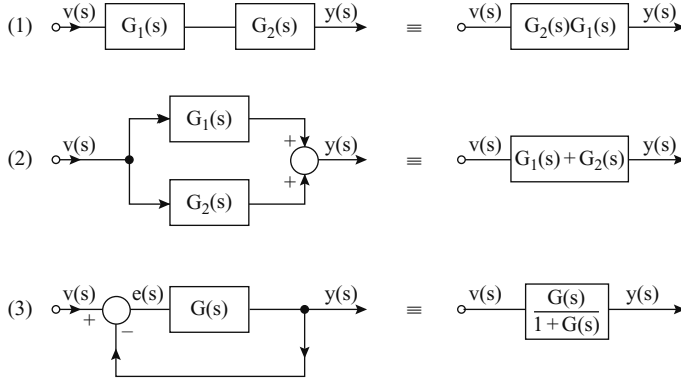 (1) v(s) G₁(s) G₂(s) y(s) ≡ v(s) G₂(s)G₁(s) y(s)
(2) v(s) G₁(s) G₂(s) + + y(s) ≡ v(s) G₁(s) + G₂(s) y(s)
(3) v(s) + − e(s) G(s) y(s) ≡ v(s) G(s) y(s)
1 + G(s)